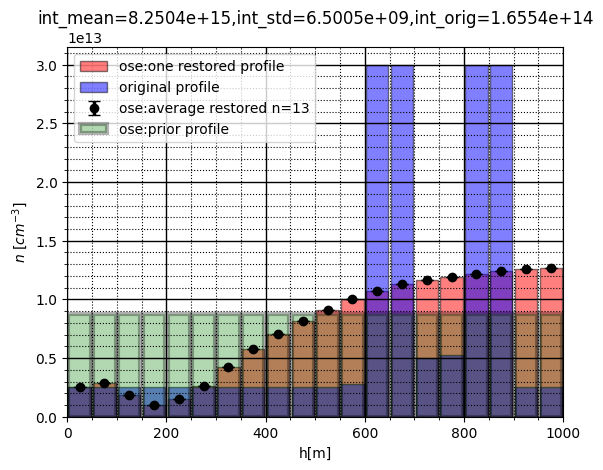 int_mean=8.2504e+15,int_std=6.5005e+09,int_orig=1.6554e+14
1e13
ose:one restored profile
original profile
ose:average restored n=13
ose:prior profile
3.0
2.5
2.0
1.5
1.0
0.5
0.0
n [cm⁻³]
0 200 400 600 800 1000
h[m]